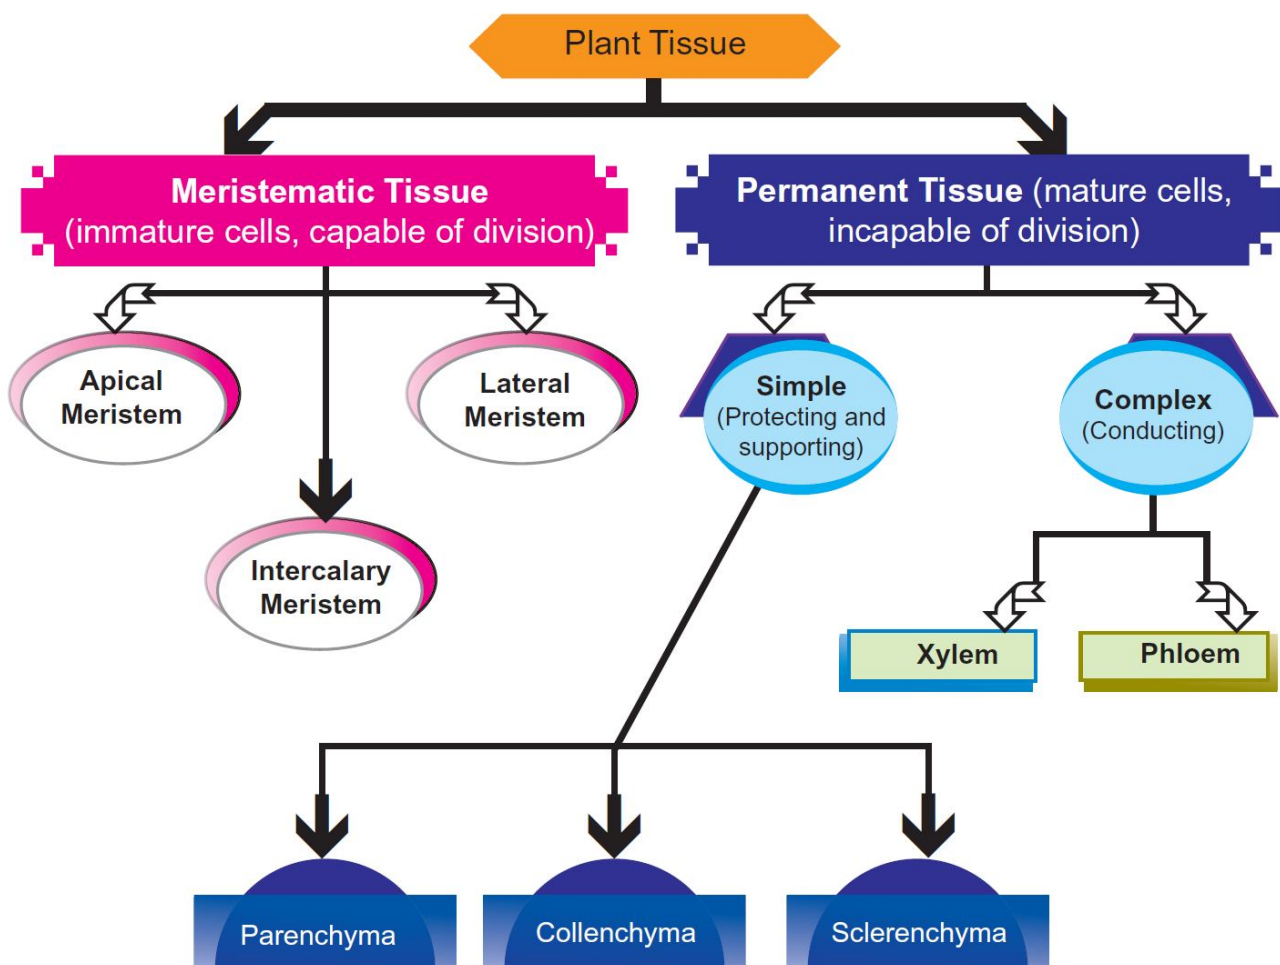 Plant Tissue
Meristematic Tissue
(immature cells, capable of division)
Permanent Tissue (mature cells,
incapable of division)
Apical
Meristem
Lateral
Meristem
Simple
(Protecting and
supporting)
Complex
(Conducting)
Intercalary
Meristem
Xylem
Phloem
Parenchyma
Collenchyma
Sclerenchyma